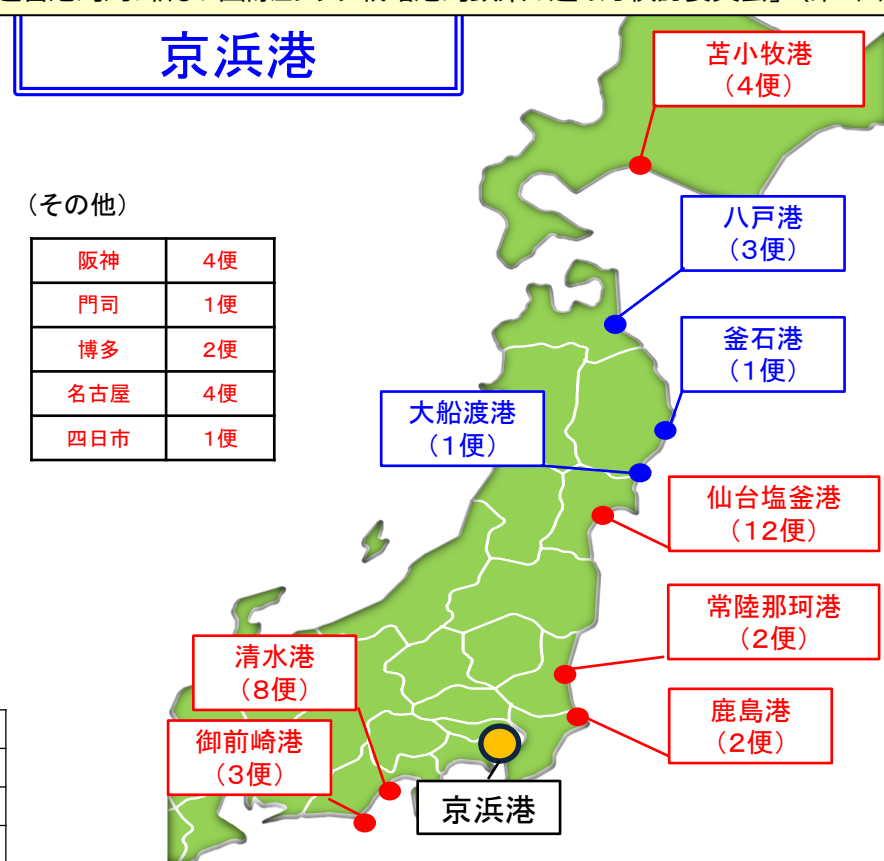 京浜港
苫小牧港
（4便）
（その他）
阪神 4便
門司 1便
博多 2便
名古屋 4便
四日市 1便
八戸港
（3便）
釜石港
（1便）
大船渡港
（1便）
仙台塩釜港
（12便）
常陸那珂港
（2便）
清水港
（8便）
鹿島港
（2便）
御前崎港
（3便）
京浜港